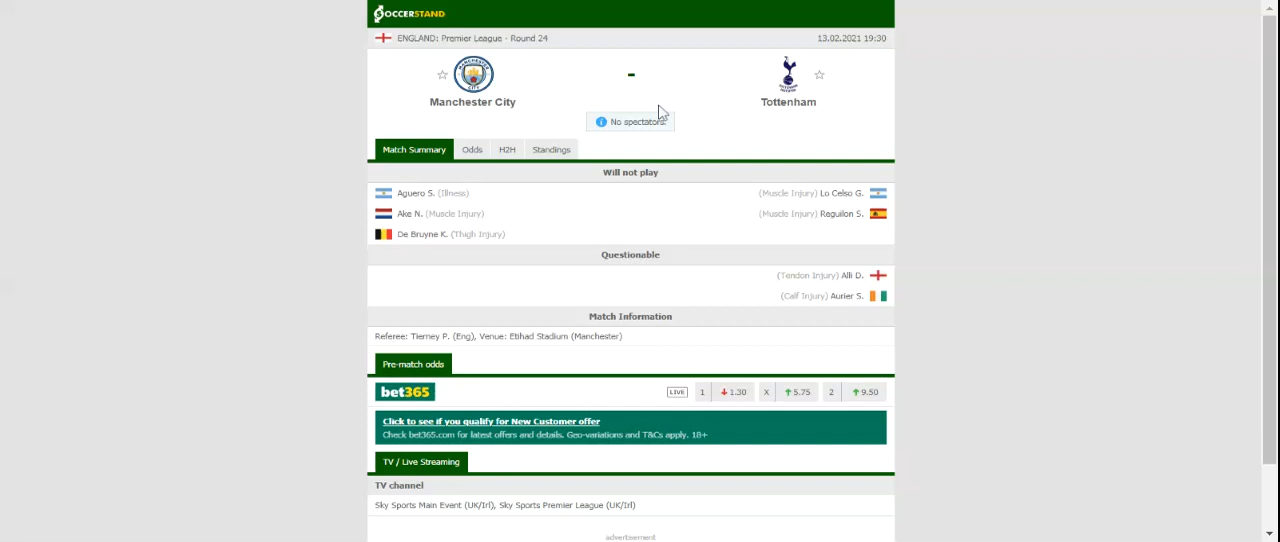 SOCCERSTAND
ENGLAND: Premier League - Round 24 13.02.2021 19:30
-
Manchester City Tottenham
No spectators.
Match Summary Odds H2H Standings
Will not play
Aguero S. (Illness) (Muscle Injury) Lo Celso G.
Ake N. (Muscle Injury) (Muscle Injury) Reguilon S.
De Bruyne K. (Thigh Injury)
Questionable
(Tendon Injury) Alli D.
(Calf Injury) Aurier S.
Match Information
Referee: Tierney P. (Eng), Venue: Etihad Stadium (Manchester)
Pre-match odds
bet365 LIVE 1 1.30 X 5.75 2 9.50
Click to see if you qualify for New Customer offer
Check bet365.com for latest offers and details. Geo-variations and T&Cs apply. 18+
TV / Live Streaming
TV channel
Sky Sports Main Event (UK/Irl), Sky Sports Premier League (UK/Irl)
advertisement